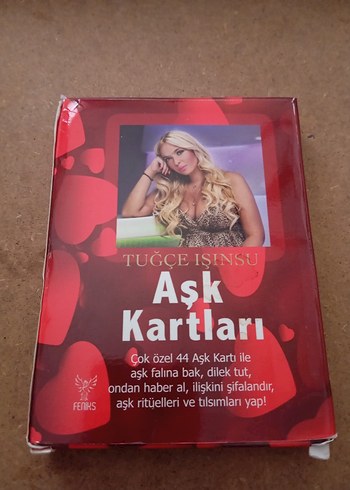 TUĞÇE IŞINSU
Aşk
Kartları
Çok özel 44 Aşk Kartı ile
aşk falına bak, dilek tut,
ondan haber al, ilişkini şifalandır,
aşk ritüelleri ve tılsımları yap!
FENİKS